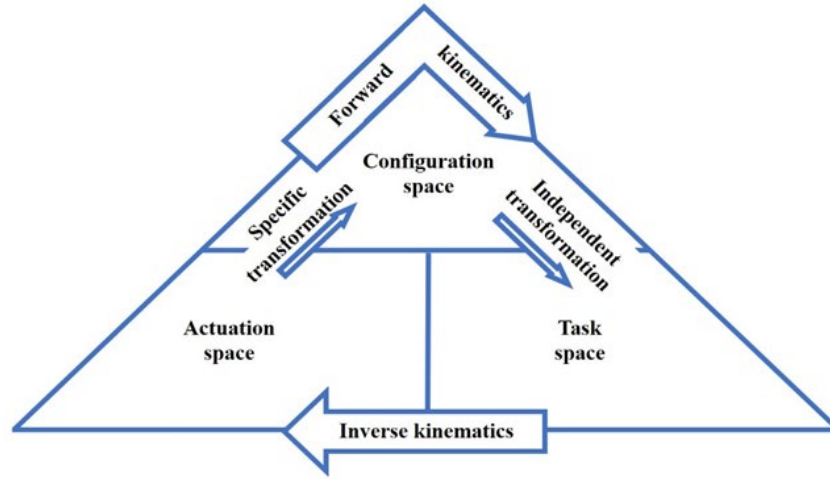 Forward
kinematics
Configuration
space
Specific
transformation
Independent
transformation
Actuation
space
Task
space
Inverse kinematics